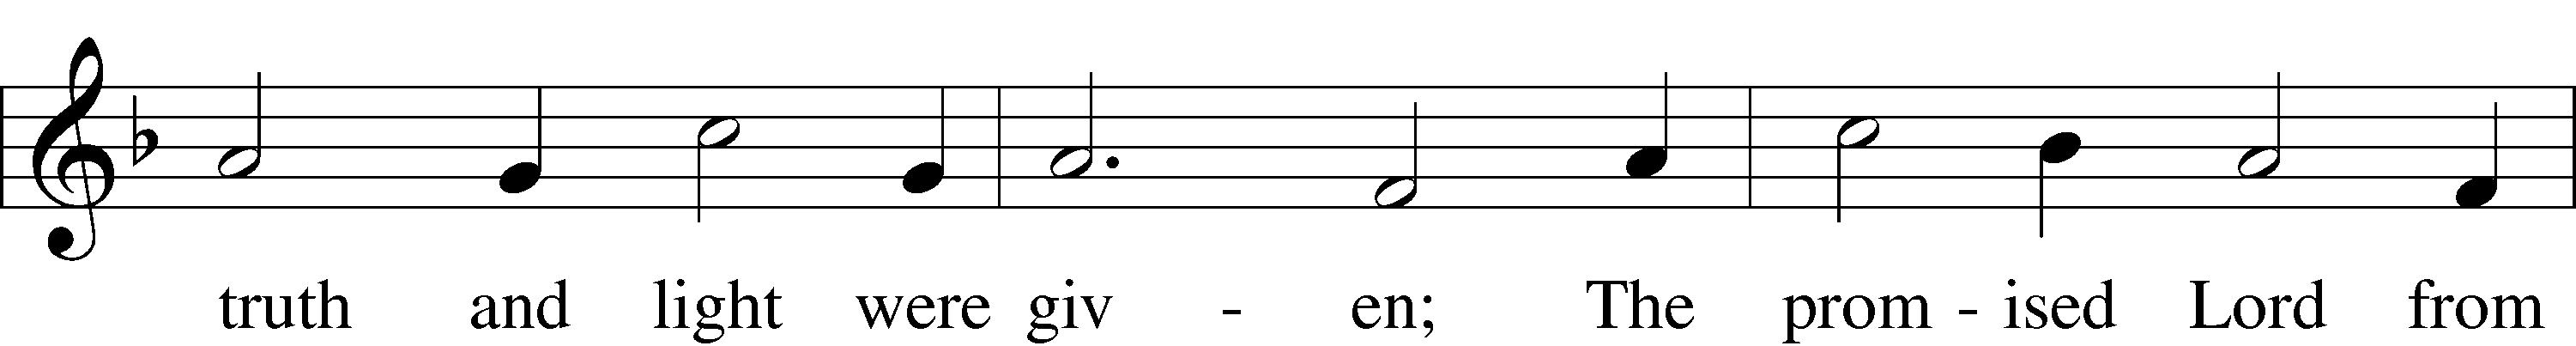 truth and light were giv - en; The prom - ised Lord from